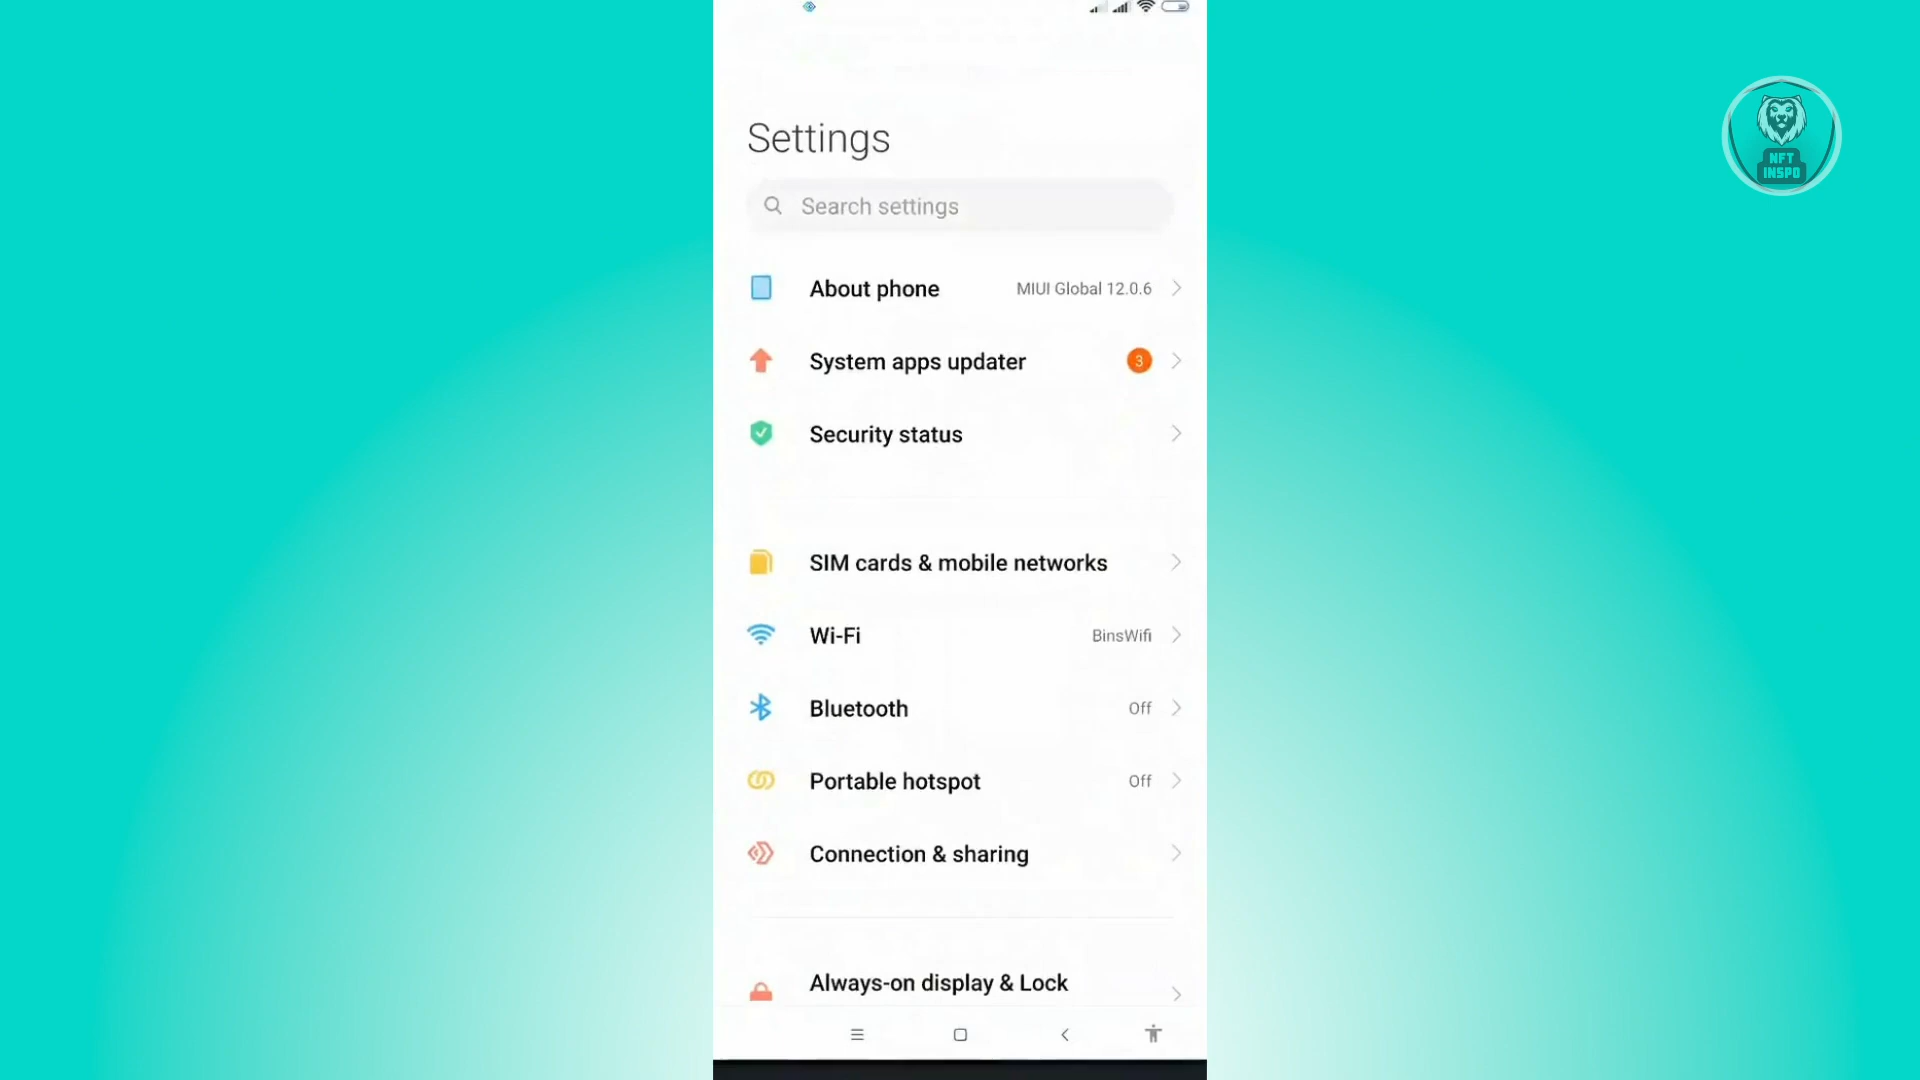 NFT
INSPO
Settings
Search settings
About phone MIUI Global 12.0.6
System apps updater 3
Security status
SIM cards & mobile networks
Wi-Fi BinsWifi
Bluetooth Off
Portable hotspot Off
Connection & sharing
Always-on display & Lock